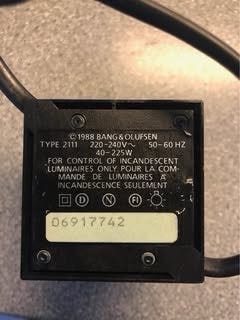 © 1988 BANG & OLUFSEN
TYPE 2111 220-240V~ 50-60 HZ
40-225W
FOR CONTROL OF INCANDESCENT
LUMINAIRES ONLY POUR LA COM-
MANDE DE LUMINAIRES A
INCANDESCENCE SEULEMENT
D N FI
06917742